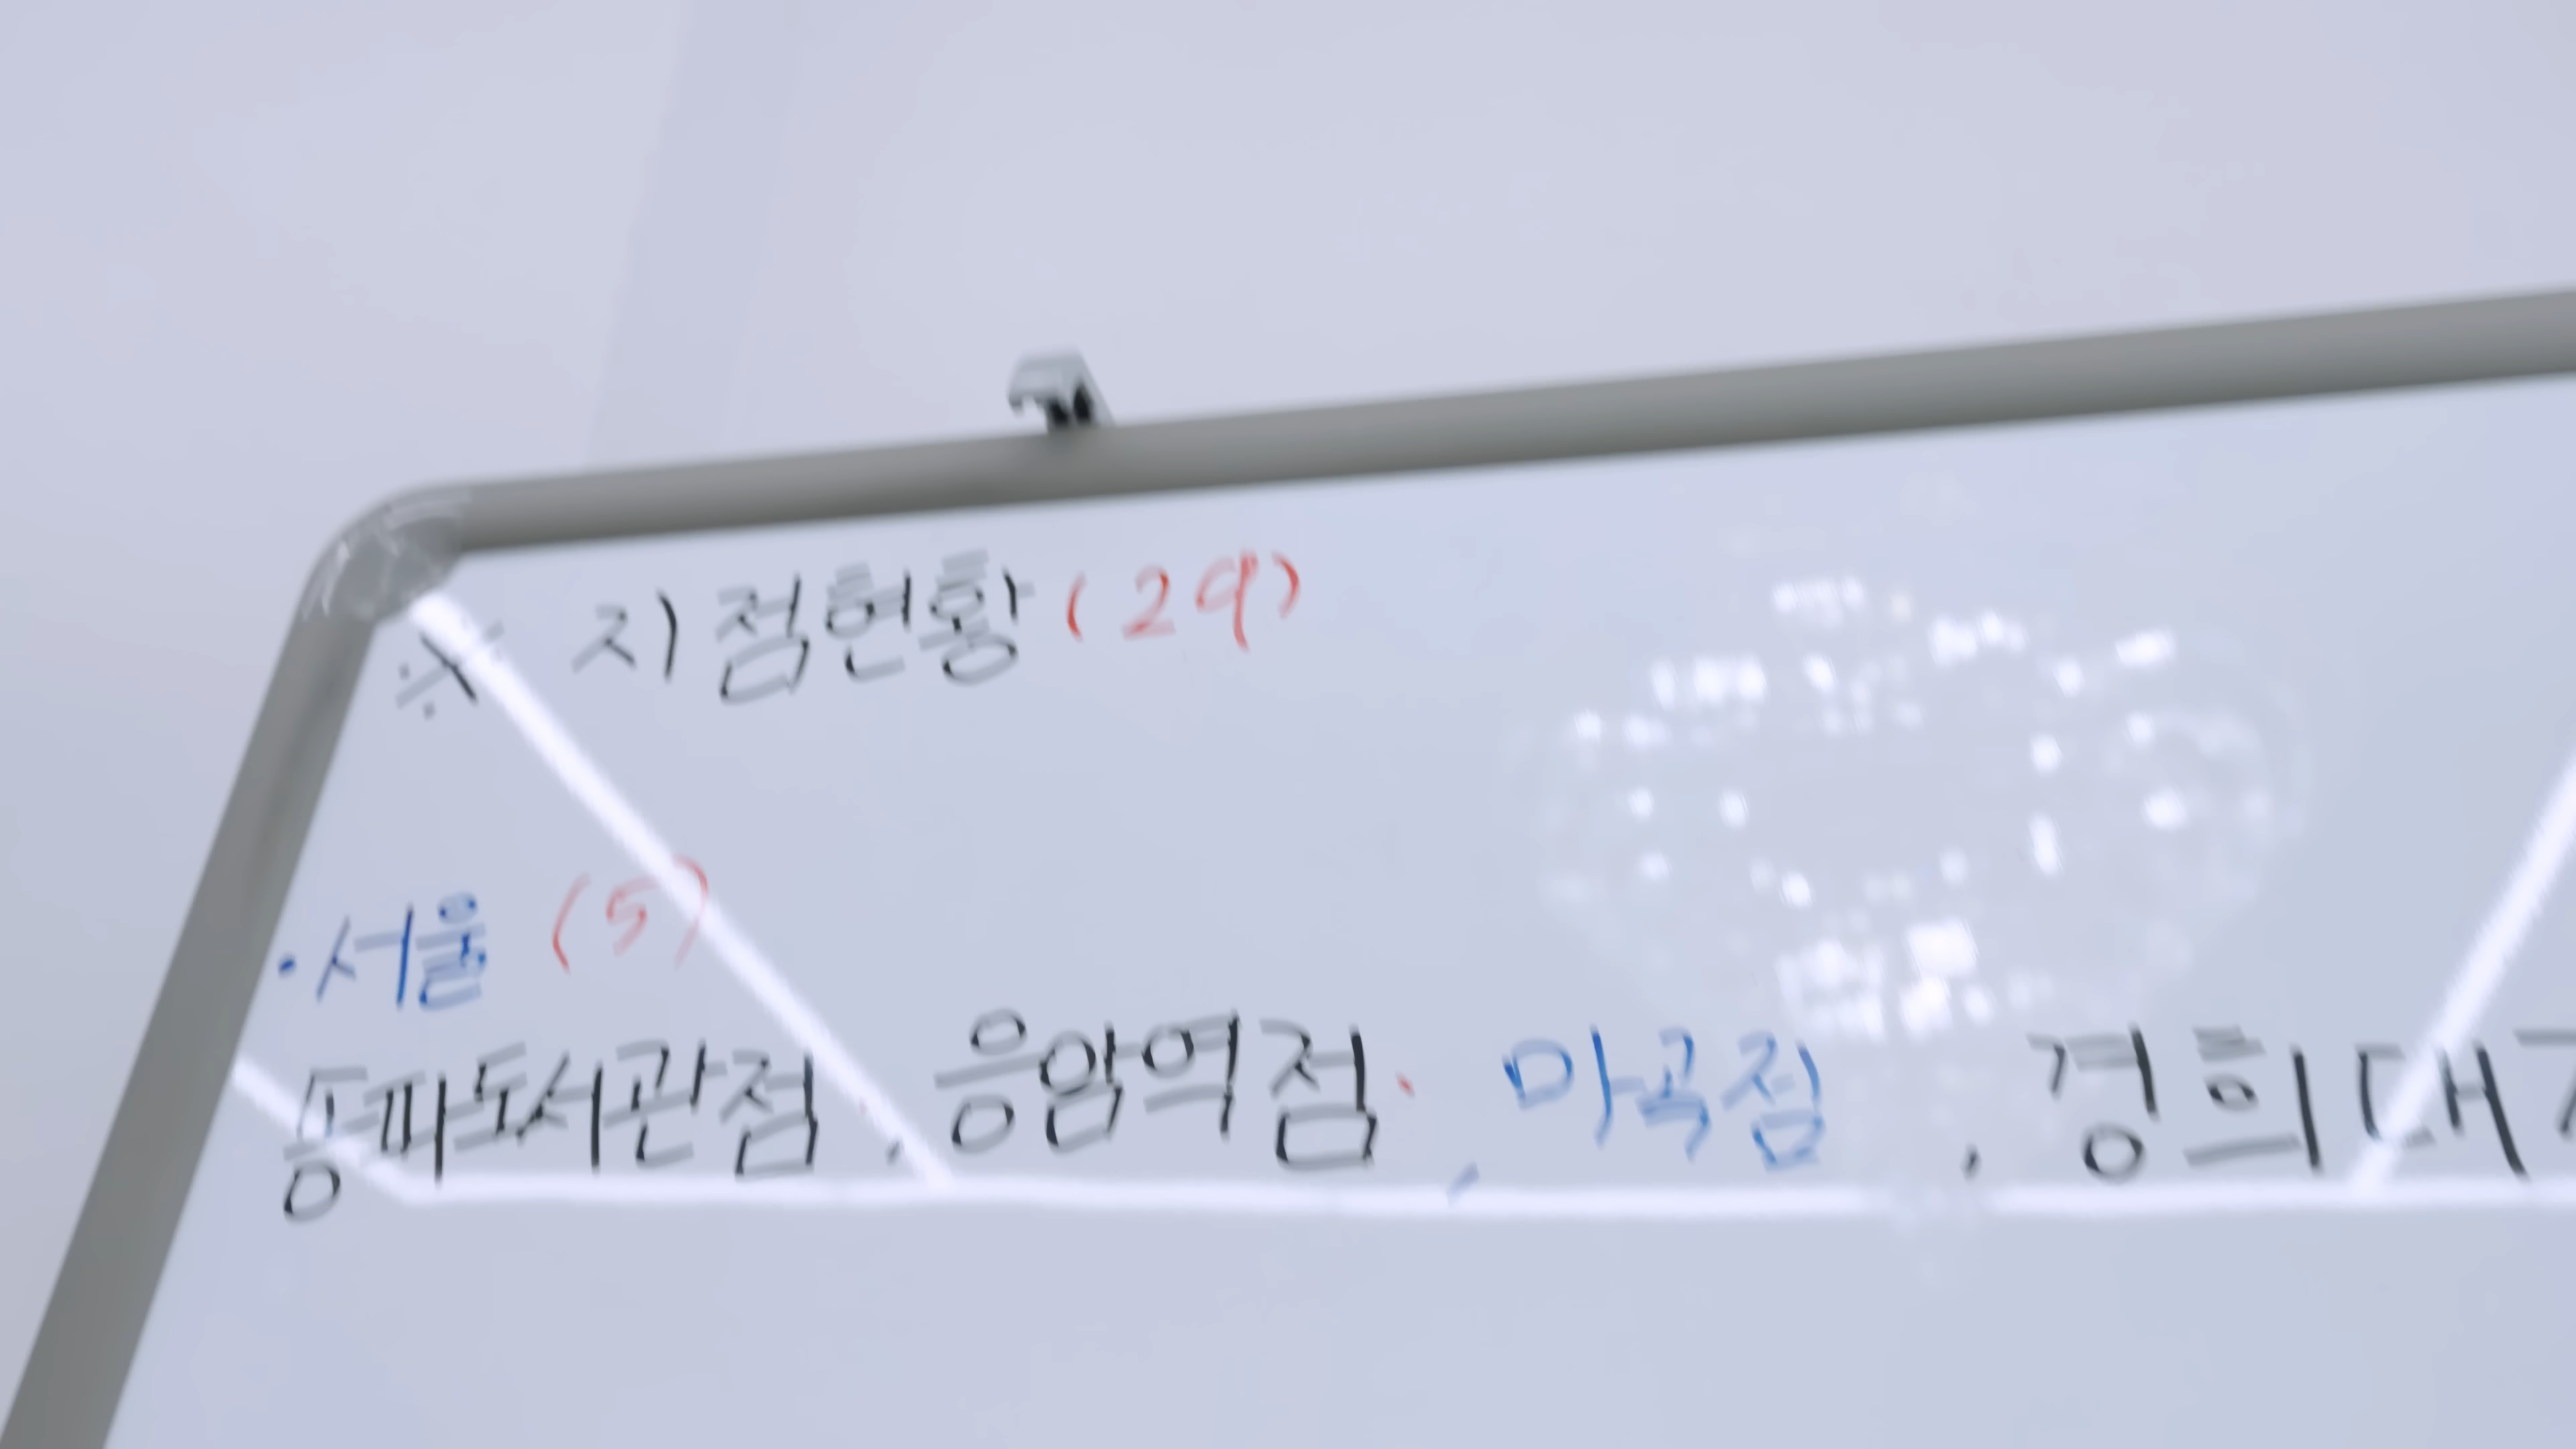 ※ 지점현황 (29)
·서울 (5)
송파도서관점, 응암역점, 마곡점, 경희대